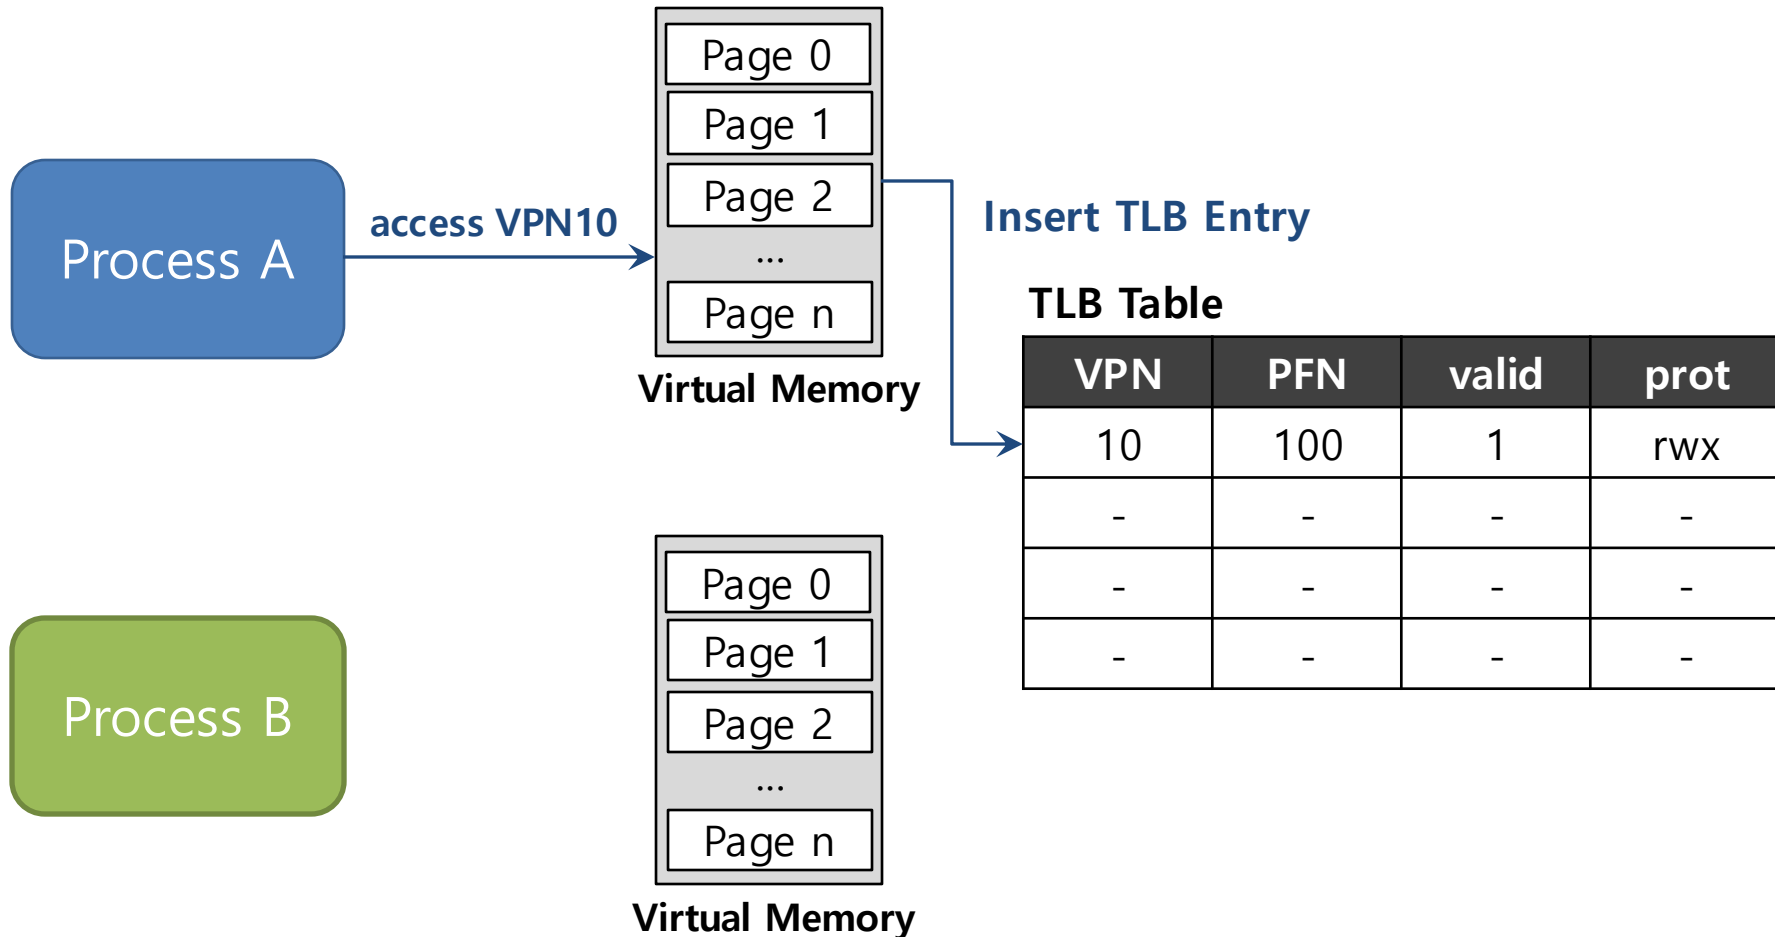 Process A
access VPN10
Page 0
Page 1
Page 2
...
Page n
Virtual Memory
Insert TLB Entry
TLB Table
VPN PFN valid prot
10 100 1 rwx
- - - -
- - - -
- - - -
Process B
Page 0
Page 1
Page 2
...
Page n
Virtual Memory